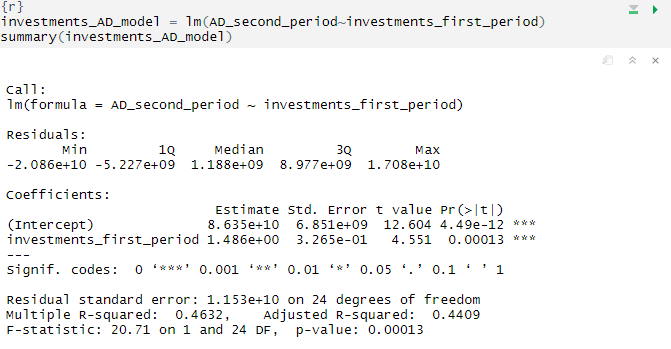 {r}
investments_AD_model = lm(AD_second_period~investments_first_period)
summary(investments_AD_model)
Call:
lm(formula = AD_second_period ~ investments_first_period)
Residuals:
Min 1Q Median 3Q Max
-2.086e+10 -5.227e+09 1.188e+09 8.977e+09 1.708e+10
Coefficients:
Estimate Std. Error t value Pr(>|t|)
(Intercept) 8.635e+10 6.851e+09 12.604 4.49e-12 ***
investments_first_period 1.486e+00 3.265e-01 4.551 0.00013 ***
---
Signif. codes: 0 ‘***’ 0.001 ‘**’ 0.01 ‘*’ 0.05 ‘.’ 0.1 ‘ ’ 1
Residual standard error: 1.153e+10 on 24 degrees of freedom
Multiple R-squared: 0.4632, Adjusted R-squared: 0.4409
F-statistic: 20.71 on 1 and 24 DF, p-value: 0.00013